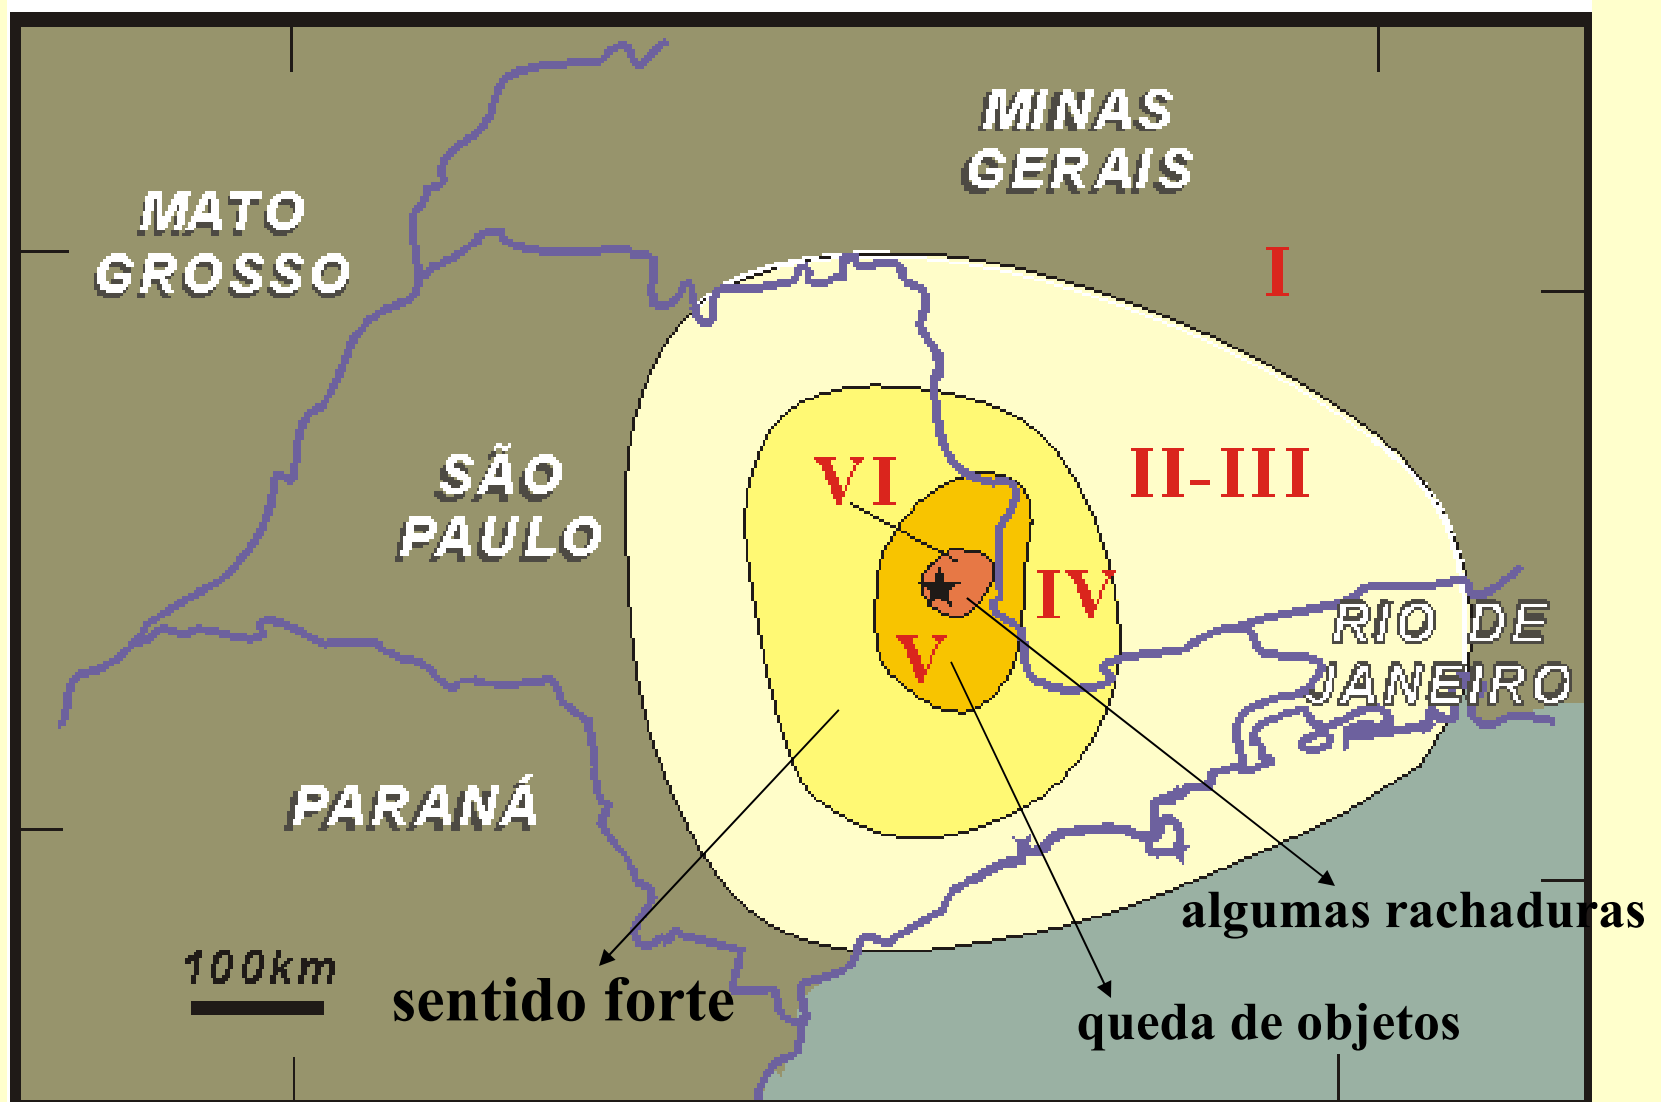 MINAS
GERAIS
MATO
GROSSO
I
II-III
SÃO
PAULO
VI
IV
RIO DE
JANEIRO
V
PARANÁ
algumas rachaduras
100km
sentido forte
queda de objetos